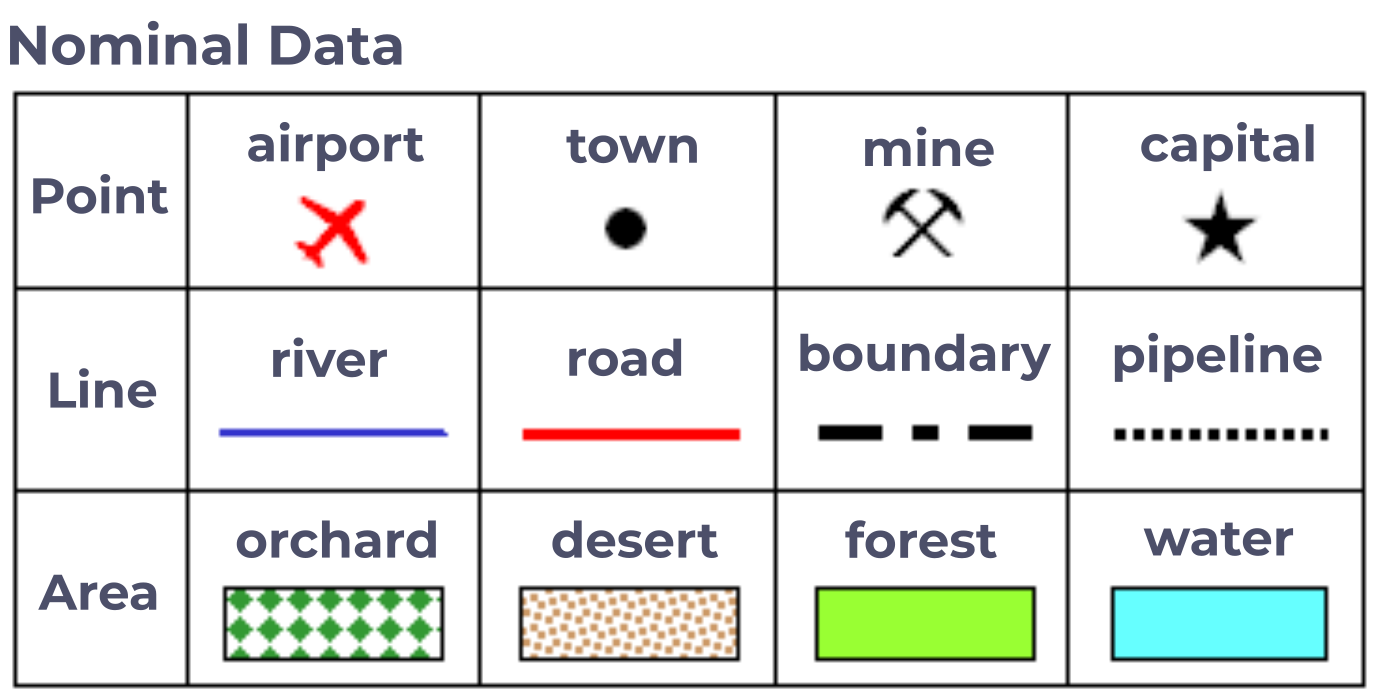 Nominal Data
airport town mine capital
Point
river road boundary pipeline
Line
orchard desert forest water
Area